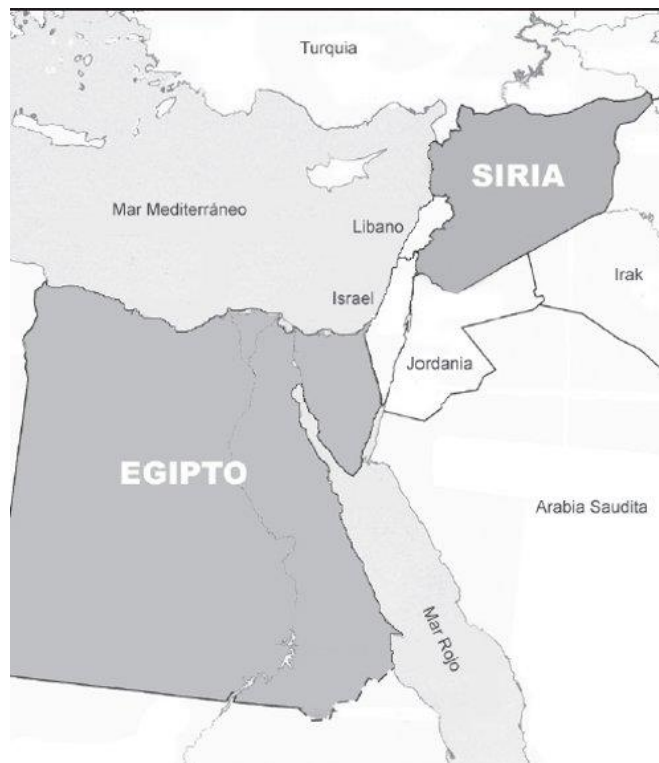 Turquia
SIRIA
Mar Mediterráneo
Libano
Israel
Irak
Jordania
EGIPTO
Arabia Saudita
Mar Rojo